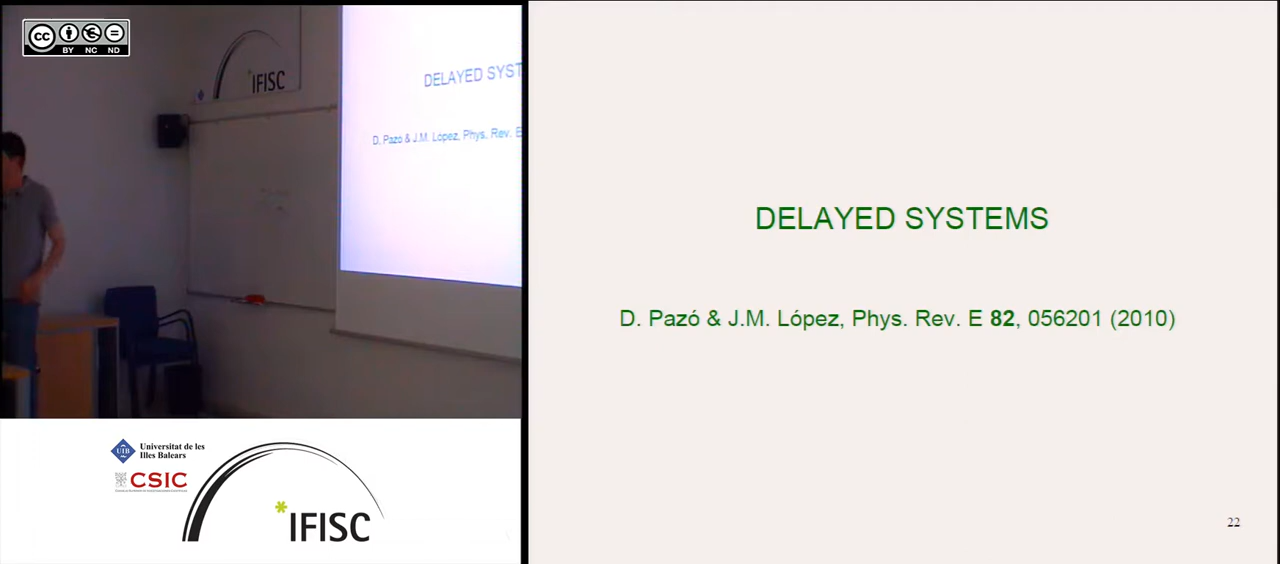 cc
BY NC ND
IFISC
DELAYED SYST
D. Pazo & J.M. Lopez, Phys. Rev. E
DELAYED SYSTEMS
D. Pazó & J.M. López, Phys. Rev. E 82, 056201 (2010)
22
UIB
Universitat de les
Illes Balears
CSIC
*IFISC